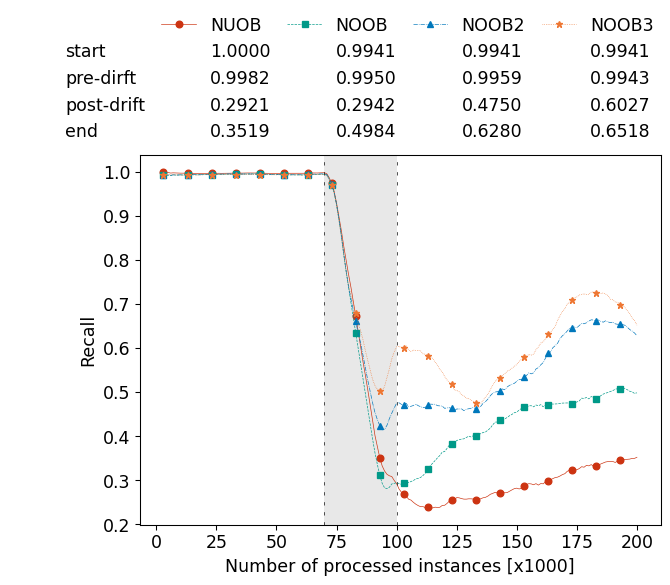 NUOB NOOB NOOB2 NOOB3
start 1.0000 0.9941 0.9941 0.9941
pre-dirft 0.9982 0.9950 0.9959 0.9943
post-drift 0.2921 0.2942 0.4750 0.6027
end 0.3519 0.4984 0.6280 0.6518
1.0
0.9
0.8
0.7
0.6
0.5
0.4
0.3
0.2
Recall
0 25 50 75 100 125 150 175 200
Number of processed instances [x1000]